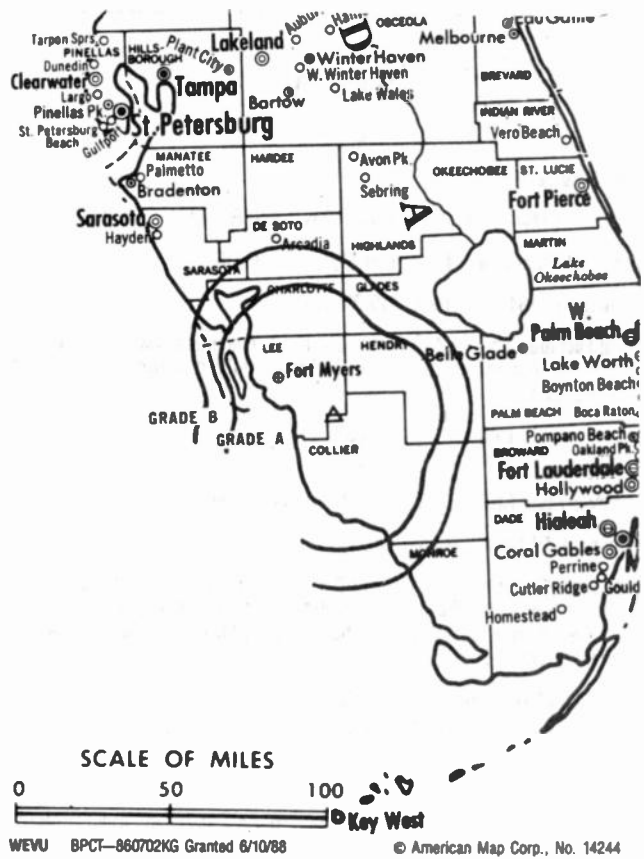 Tarpon Sprs.
PINELLAS
Dunedin
Clearwater
Largo
Pinellas Pk.
St. Petersburg
Beach
Gulfport
HILLS-
BOROUGH
Plant City
Tampa
St. Petersburg
Lakeland
OSCEOLA
D
Winter Haven
W. Winter Haven
Bartow
Lake Wales
Eau Gallie
Melbourne
BREVARD
INDIAN RIVER
Vero Beach
MANATEE
HARDEE
Palmetto
Bradenton
Avon Pk.
Sebring
OKEECHOBEE
ST. LUCIE
Fort Pierce
Sarasota
Hayden
DE SOTO
Arcadia
A
HIGHLANDS
MARTIN
Lake
Okeechobee
SARASOTA
CHARLOTTE
GLADES
W.
Palm Beach
LEE
HENDRY
Belle Glade
Lake Worth
Boynton Beach
Fort Myers
GRADE B
GRADE A
PALM BEACH
Boca Raton
COLLIER
Pompano Beach
BROWARD
Oakland Pk.
Fort Lauderdale
Hollywood
DADE
Hialeah
MONROE
Coral Gables
M
Perrine
Cutler Ridge
Gould
Homestead
SCALE OF MILES
0 50 100
Key West
WEVU BPCT—860702KG Granted 6/10/88
© American Map Corp., No. 14244